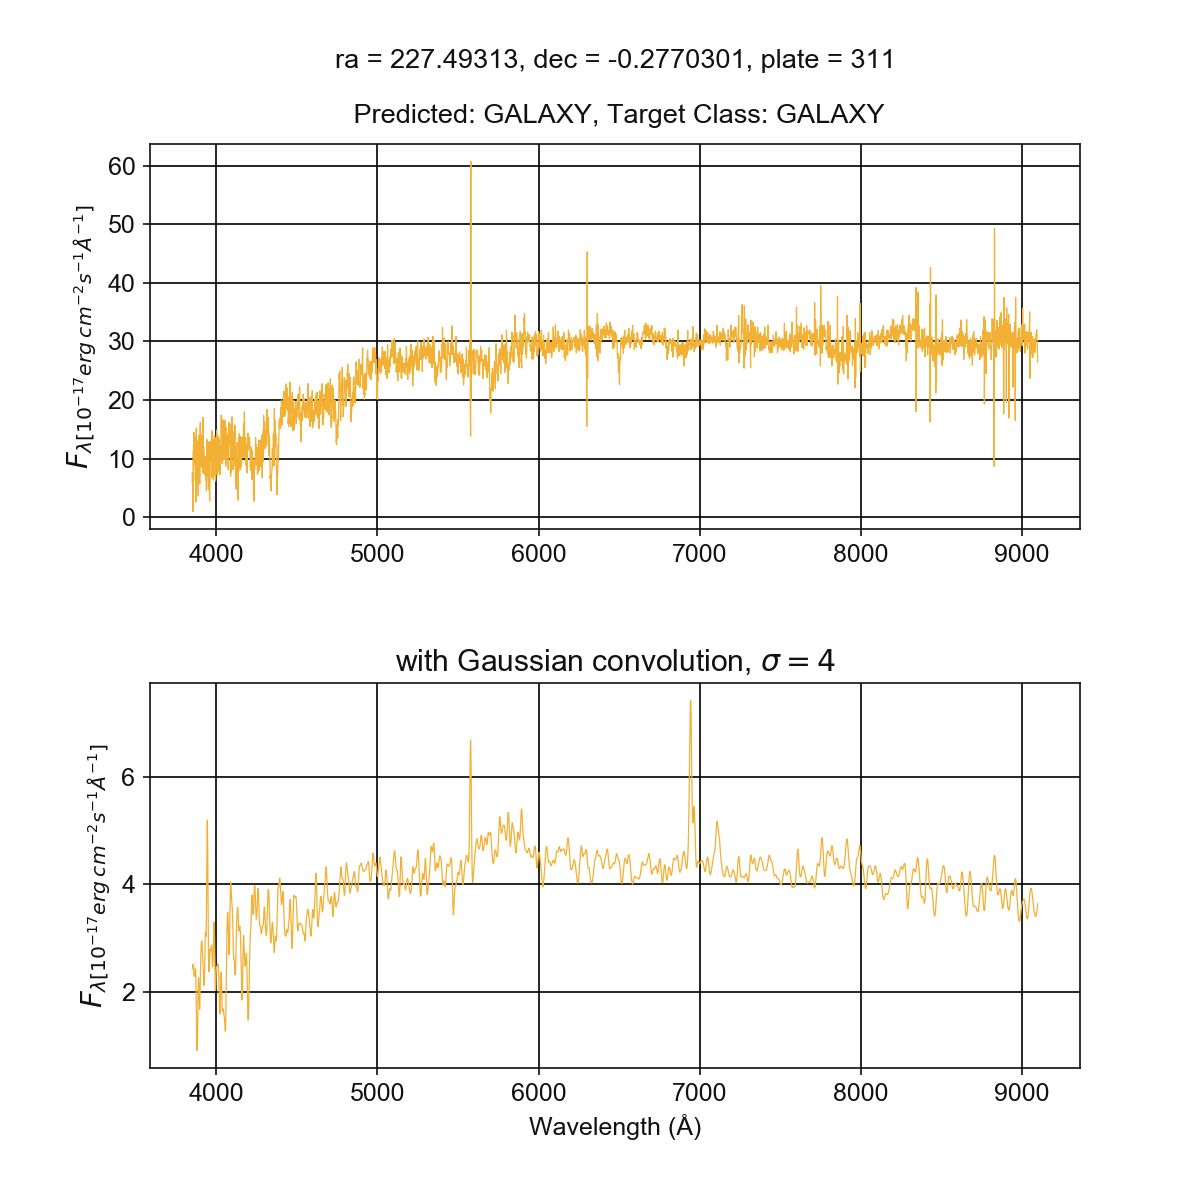 ra = 227.49313, dec = -0.2770301, plate = 311
Predicted: GALAXY, Target Class: GALAXY
F_λ[10⁻¹⁷ erg cm⁻² s⁻¹ Å⁻¹]
60
50
40
30
20
10
0
4000 5000 6000 7000 8000 9000
with Gaussian convolution, σ = 4
F_λ[10⁻¹⁷ erg cm⁻² s⁻¹ Å⁻¹]
6
4
2
4000 5000 6000 7000 8000 9000
Wavelength (Å)